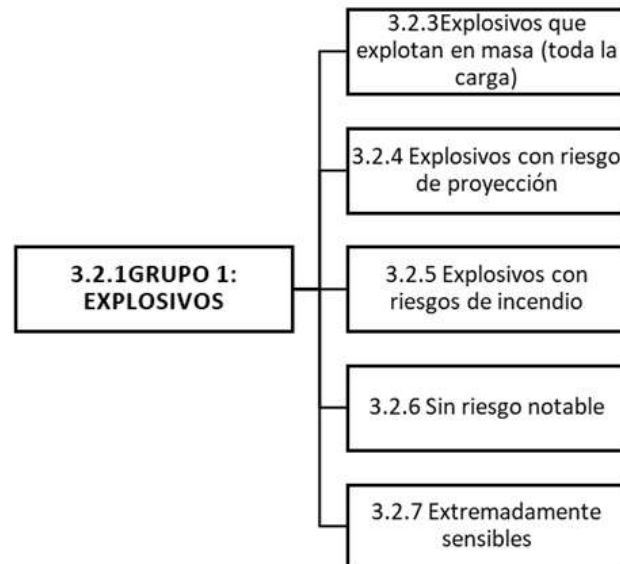 3.2.3Explosivos que
explotan en masa (toda la
carga)
3.2.4 Explosivos con riesgo
de proyección
3.2.1GRUPO 1:
EXPLOSIVOS
3.2.5 Explosivos con
riesgos de incendio
3.2.6 Sin riesgo notable
3.2.7 Extremadamente
sensibles